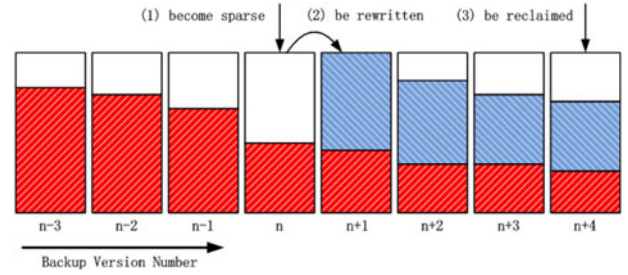 (1) become sparse (2) be rewritten (3) be reclaimed
n-3 n-2 n-1 n n+1 n+2 n+3 n+4
Backup Version Number